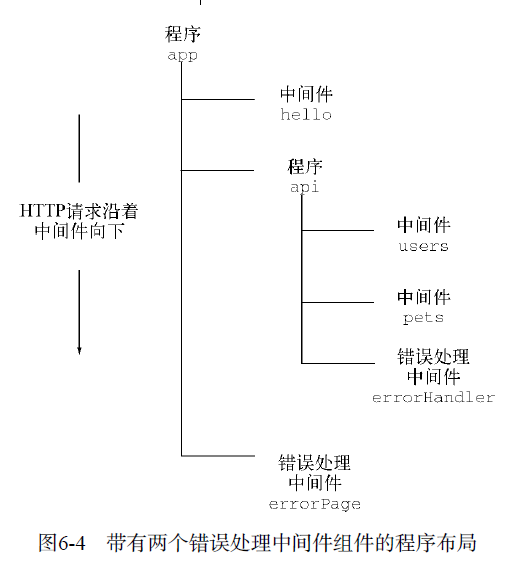 程序
app
中间件
hello
程序
api
HTTP请求沿着
中间件向下
中间件
users
中间件
pets
错误处理
中间件
errorHandler
错误处理
中间件
errorPage
图6-4 带有两个错误处理中间件组件的程序布局